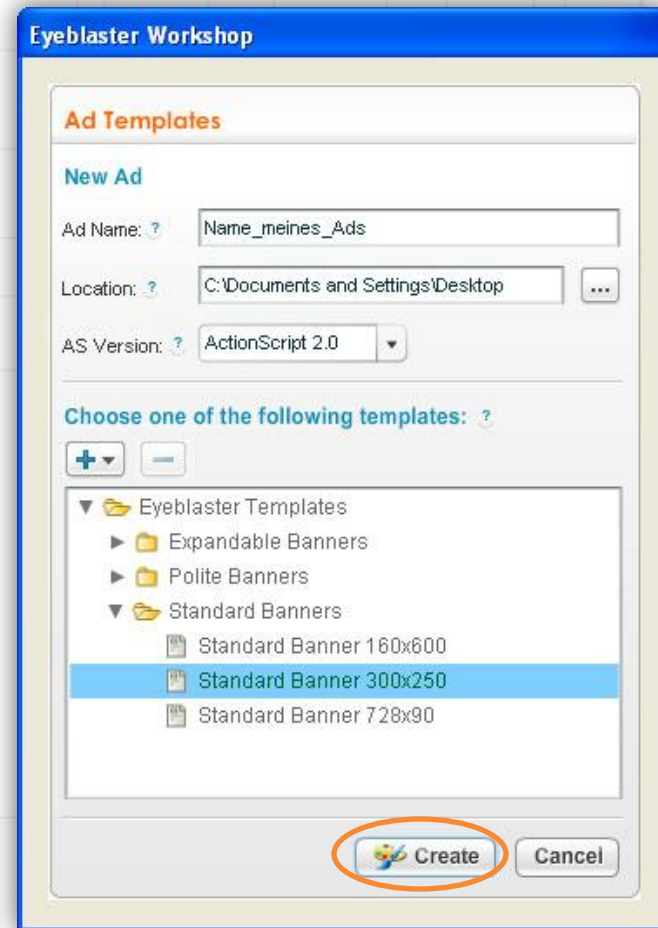 Eyeblaster Workshop
Ad Templates
New Ad
Ad Name: ? Name_meines_Ads
Location: ? C:\Documents and Settings\Desktop ...
AS Version: ? ActionScript 2.0
Choose one of the following templates: ?
Eyeblaster Templates
Expandable Banners
Polite Banners
Standard Banners
Standard Banner 160x600
Standard Banner 300x250
Standard Banner 728x90
Create Cancel